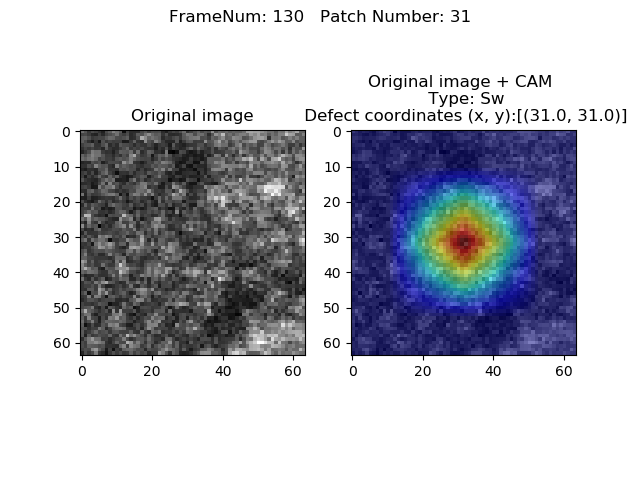 FrameNum: 130   Patch Number: 31
Original image
0
10
20
30
40
50
60
0 20 40 60
Original image + CAM
Type: Sw
Defect coordinates (x, y):[(31.0, 31.0)]
0
10
20
30
40
50
60
0 20 40 60